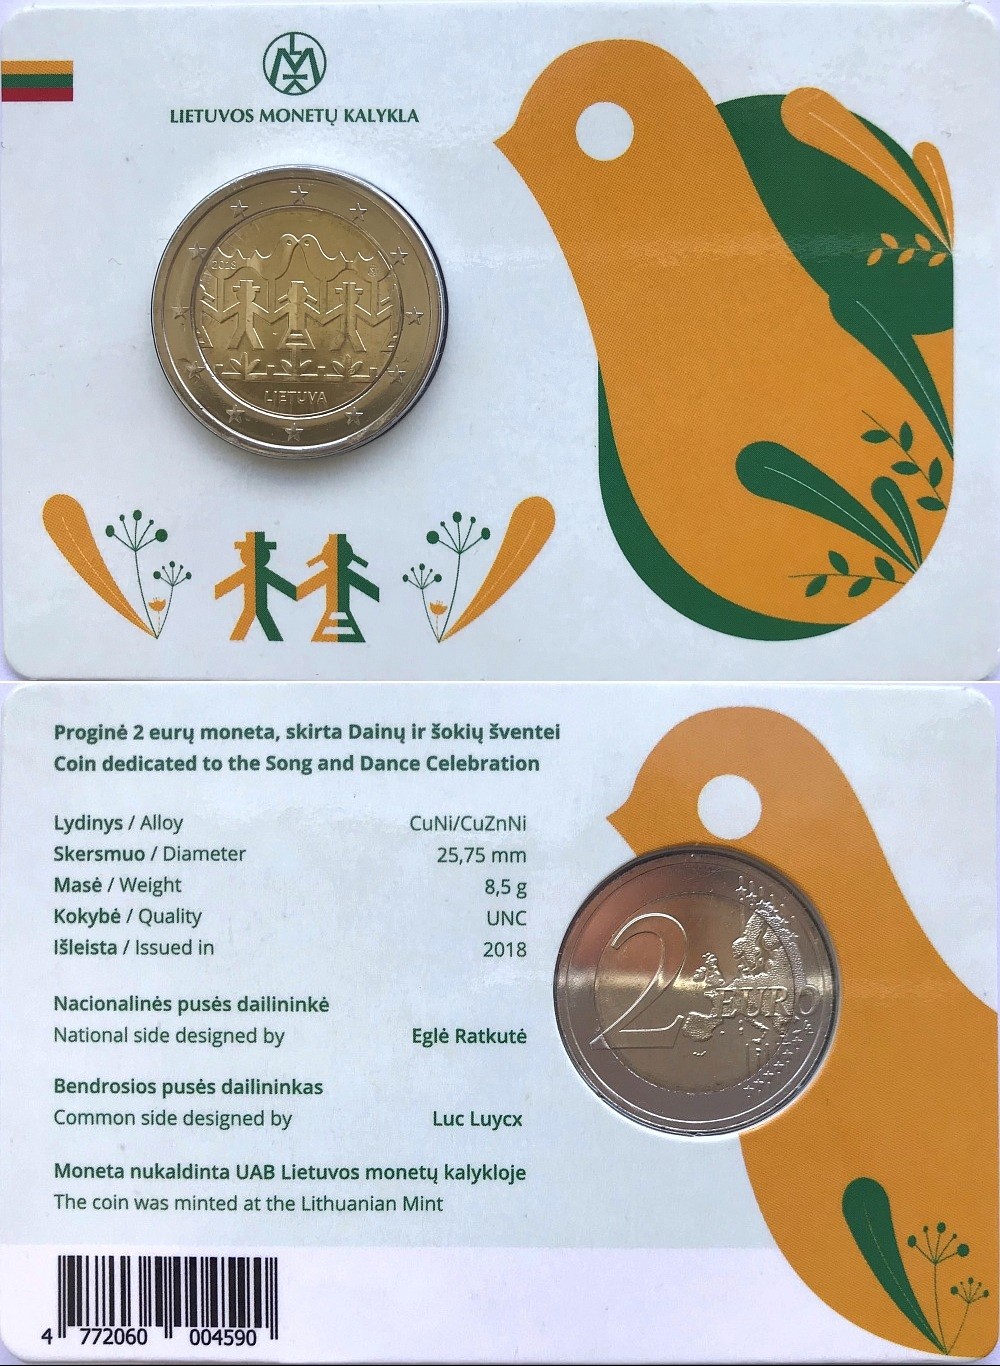 LIETUVOS MONETŲ KALYKLA
2018
LIETUVA
Proginė 2 eurų moneta, skirta Dainų ir šokių šventei
Coin dedicated to the Song and Dance Celebration
Lydinys / Alloy CuNi/CuZnNi
Skersmuo / Diameter 25,75 mm
Masė / Weight 8,5 g
Kokybė / Quality UNC
Išleista / Issued in 2018
Nacionalinės pusės dailininkė
National side designed by Eglė Ratkutė
Bendrosios pusės dailininkas
Common side designed by Luc Luycx
Moneta nukaldinta UAB Lietuvos monetų kalykloje
The coin was minted at the Lithuanian Mint
2 EURO
4 772060 004590